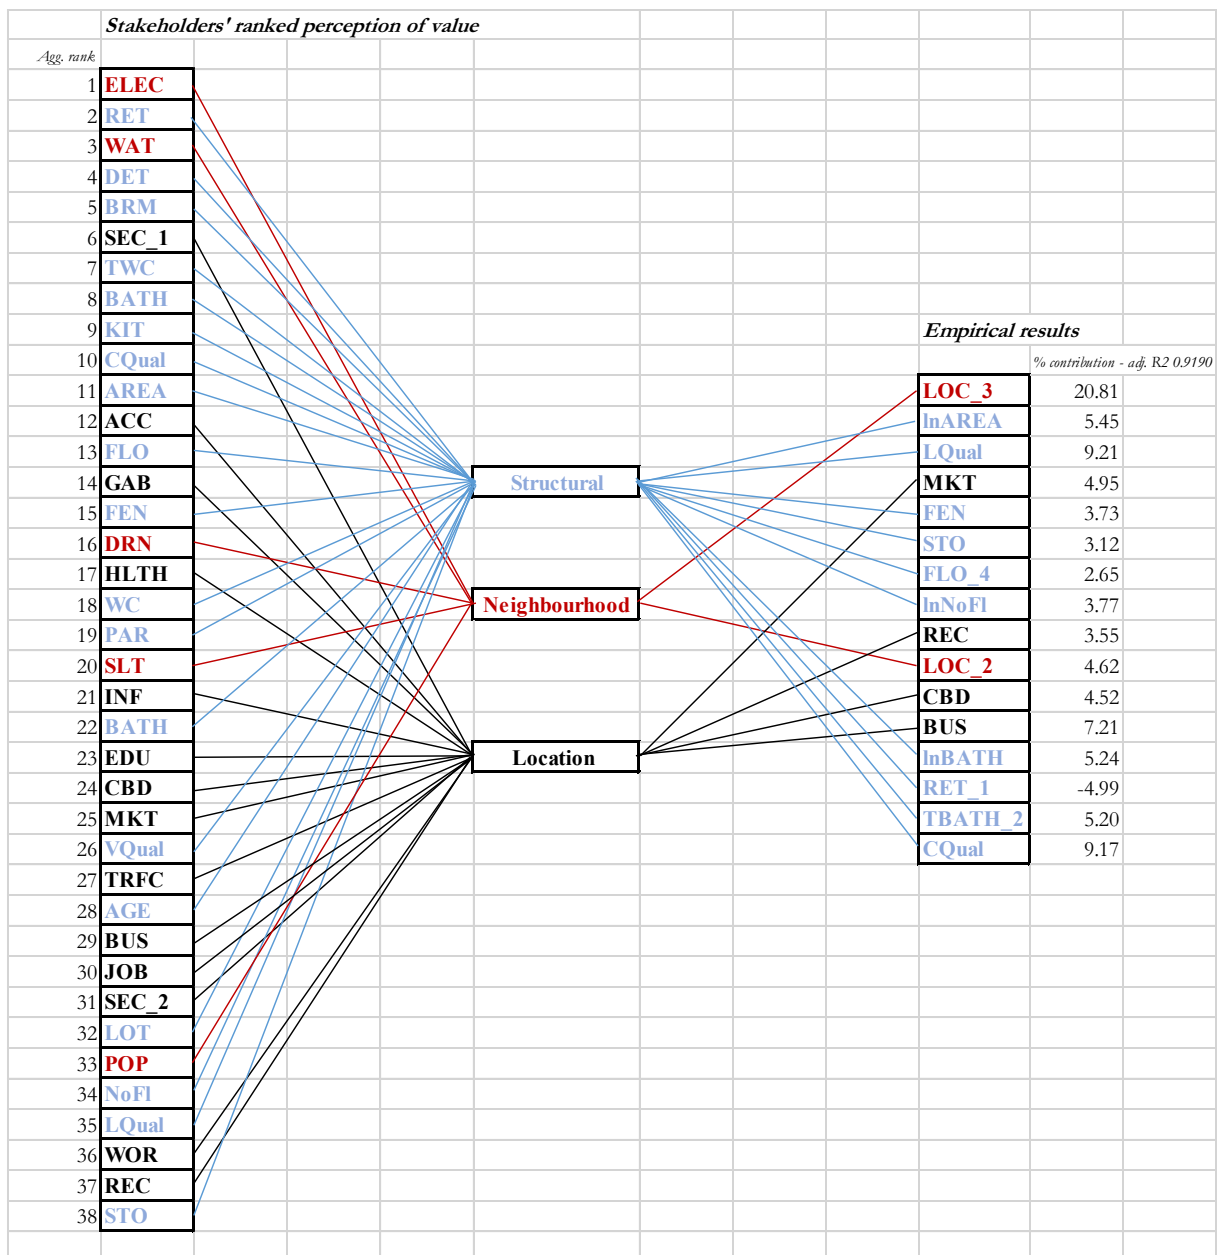 Stakeholders' ranked perception of value
Agg. rank
1 ELEC
2 RET
3 WAT
4 DET
5 BRM
6 SEC_1
7 TWC
8 BATH
9 KIT
10 CQual
11 AREA
12 ACC
13 FLO
14 GAB
15 FEN
16 DRN
17 HLTH
18 WC
19 PAR
20 SLT
21 INF
22 BATH
23 EDU
24 CBD
25 MKT
26 VQual
27 TRFC
28 AGE
29 BUS
30 JOB
31 SEC_2
32 LOT
33 POP
34 NoFl
35 LQual
36 WOR
37 REC
38 STO
Structural
Neighbourhood
Location
Empirical results
% contribution - adj. R2 0.9190
LOC_3 20.81
lnAREA 5.45
LQual 9.21
MKT 4.95
FEN 3.73
STO 3.12
FLO_4 2.65
lnNoFl 3.77
REC 3.55
LOC_2 4.62
CBD 4.52
BUS 7.21
lnBATH 5.24
RET_1 -4.99
TBATH_2 5.20
CQual 9.17